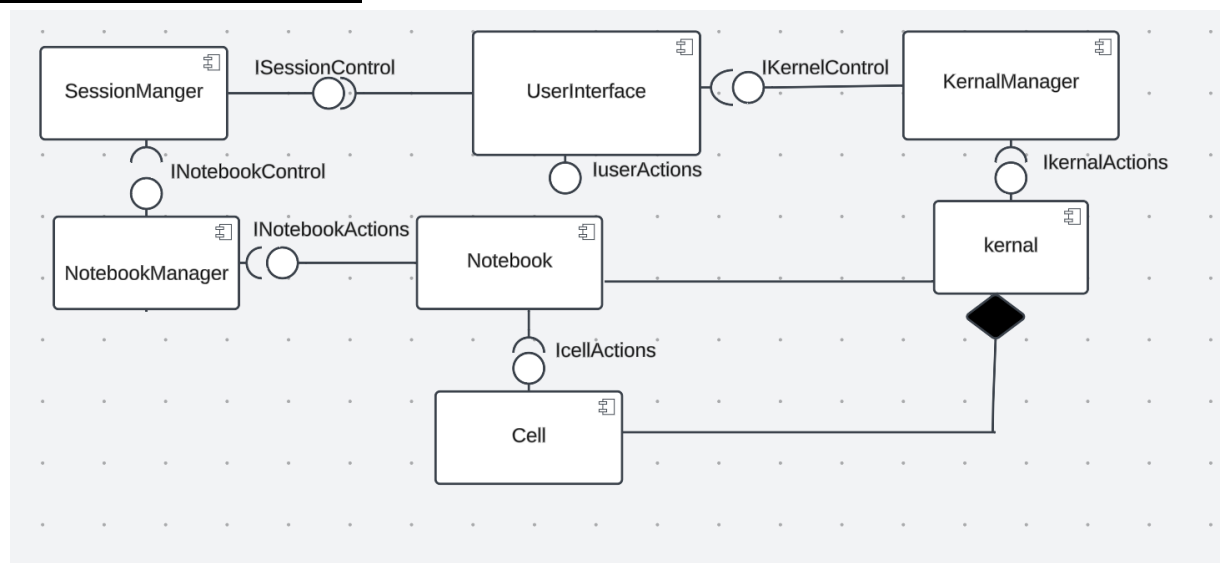 ISessionControl
IKernelControl
SessionManger
UserInterface
KernalManager
INotebookControl
IuserActions
IkernalActions
INotebookActions
NotebookManager
Notebook
kernal
IcellActions
Cell